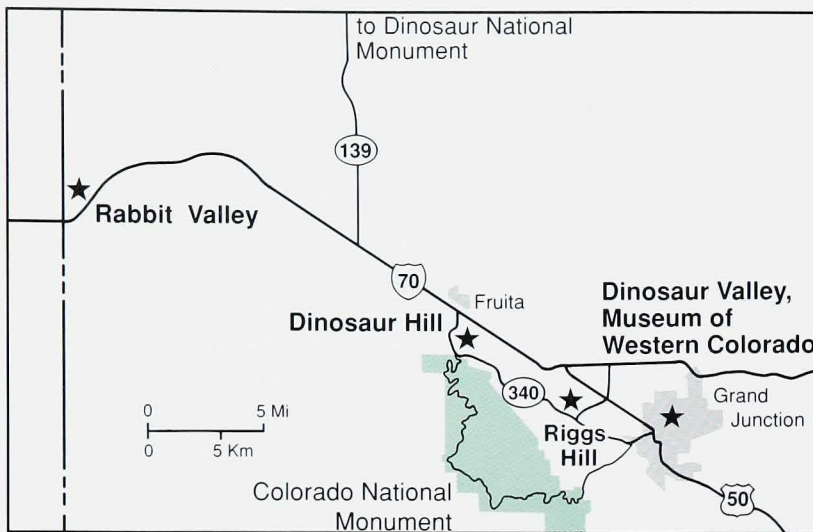 to Dinosaur National
Monument
139
Rabbit Valley
70
Fruita
Dinosaur Hill
Dinosaur Valley,
Museum of
Western Colorado
340
Grand
Junction
Riggs
Hill
0 5 Mi
0 5 Km
Colorado National
Monument
50